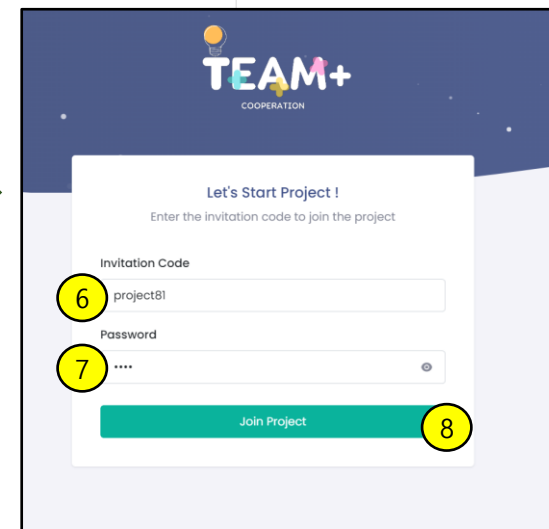 TEAM+
COOPERATION
Let's Start Project !
Enter the invitation code to join the project
Invitation Code
6 project81
Password
7 ••••
Join Project 8